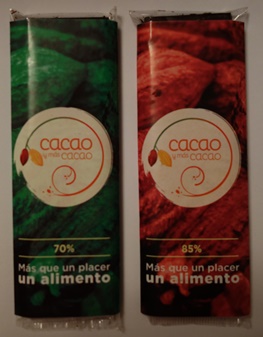 cacao
y más cacao
70%
Más que un placer
un alimento
cacao
y más cacao
85%
Más que un placer
un alimento